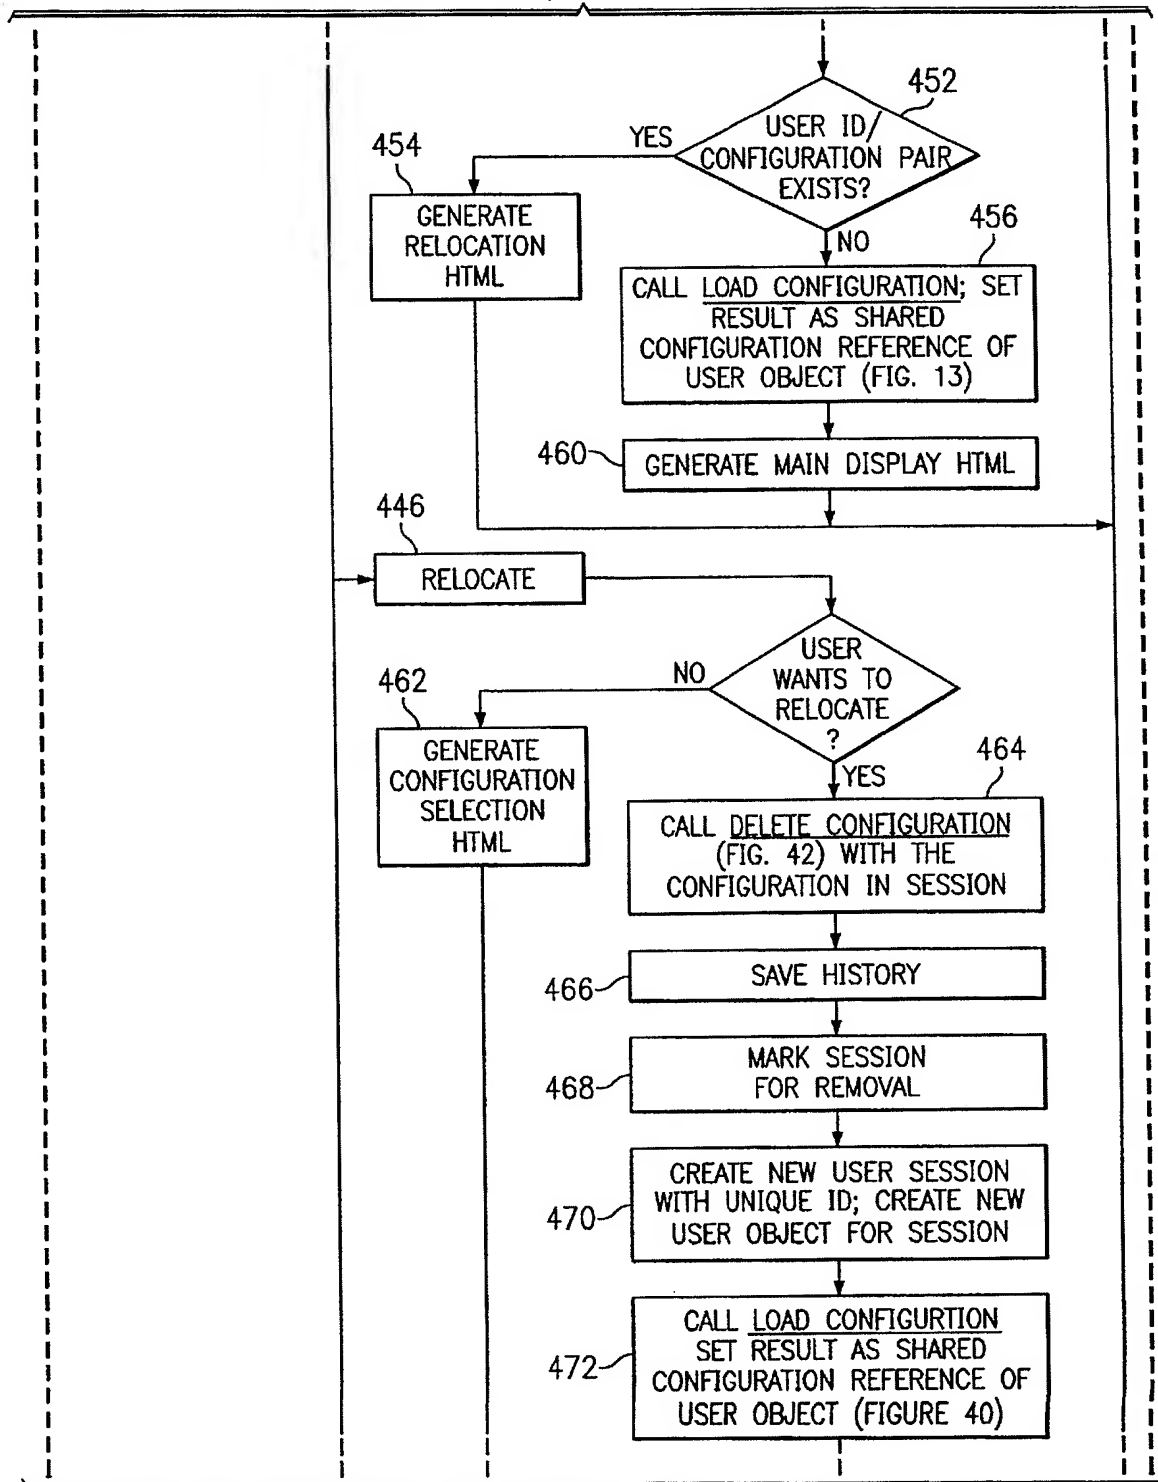 452
USER ID/
CONFIGURATION PAIR
EXISTS?
YES
454
GENERATE
RELOCATION
HTML
NO
456
CALL LOAD CONFIGURATION; SET
RESULT AS SHARED
CONFIGURATION REFERENCE OF
USER OBJECT (FIG. 13)
460
GENERATE MAIN DISPLAY HTML
446
RELOCATE
USER
WANTS TO
RELOCATE
?
NO
462
GENERATE
CONFIGURATION
SELECTION
HTML
YES
464
CALL DELETE CONFIGURATION
(FIG. 42) WITH THE
CONFIGURATION IN SESSION
466
SAVE HISTORY
468
MARK SESSION
FOR REMOVAL
470
CREATE NEW USER SESSION
WITH UNIQUE ID; CREATE NEW
USER OBJECT FOR SESSION
472
CALL LOAD CONFIGURTION
SET RESULT AS SHARED
CONFIGURATION REFERENCE OF
USER OBJECT (FIGURE 40)